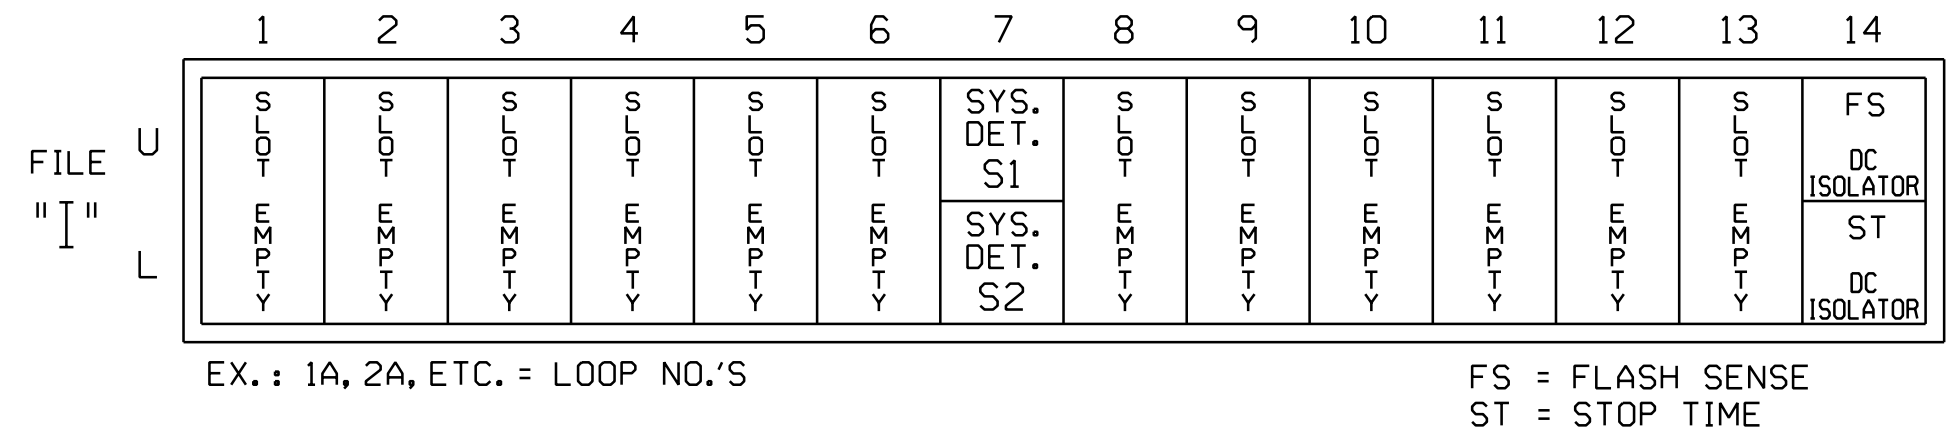 1 2 3 4 5 6 7 8 9 10 11 12 13 14
FILE
"I"
U
L
SLOT EMPTY
SLOT EMPTY
SLOT EMPTY
SLOT EMPTY
SLOT EMPTY
SLOT EMPTY
SYS.
DET.
S1
SYS.
DET.
S2
SLOT EMPTY
SLOT EMPTY
SLOT EMPTY
SLOT EMPTY
SLOT EMPTY
SLOT EMPTY
FS
DC
ISOLATOR
ST
DC
ISOLATOR
EX.: 1A, 2A, ETC. = LOOP NO.'S
FS = FLASH SENSE
ST = STOP TIME